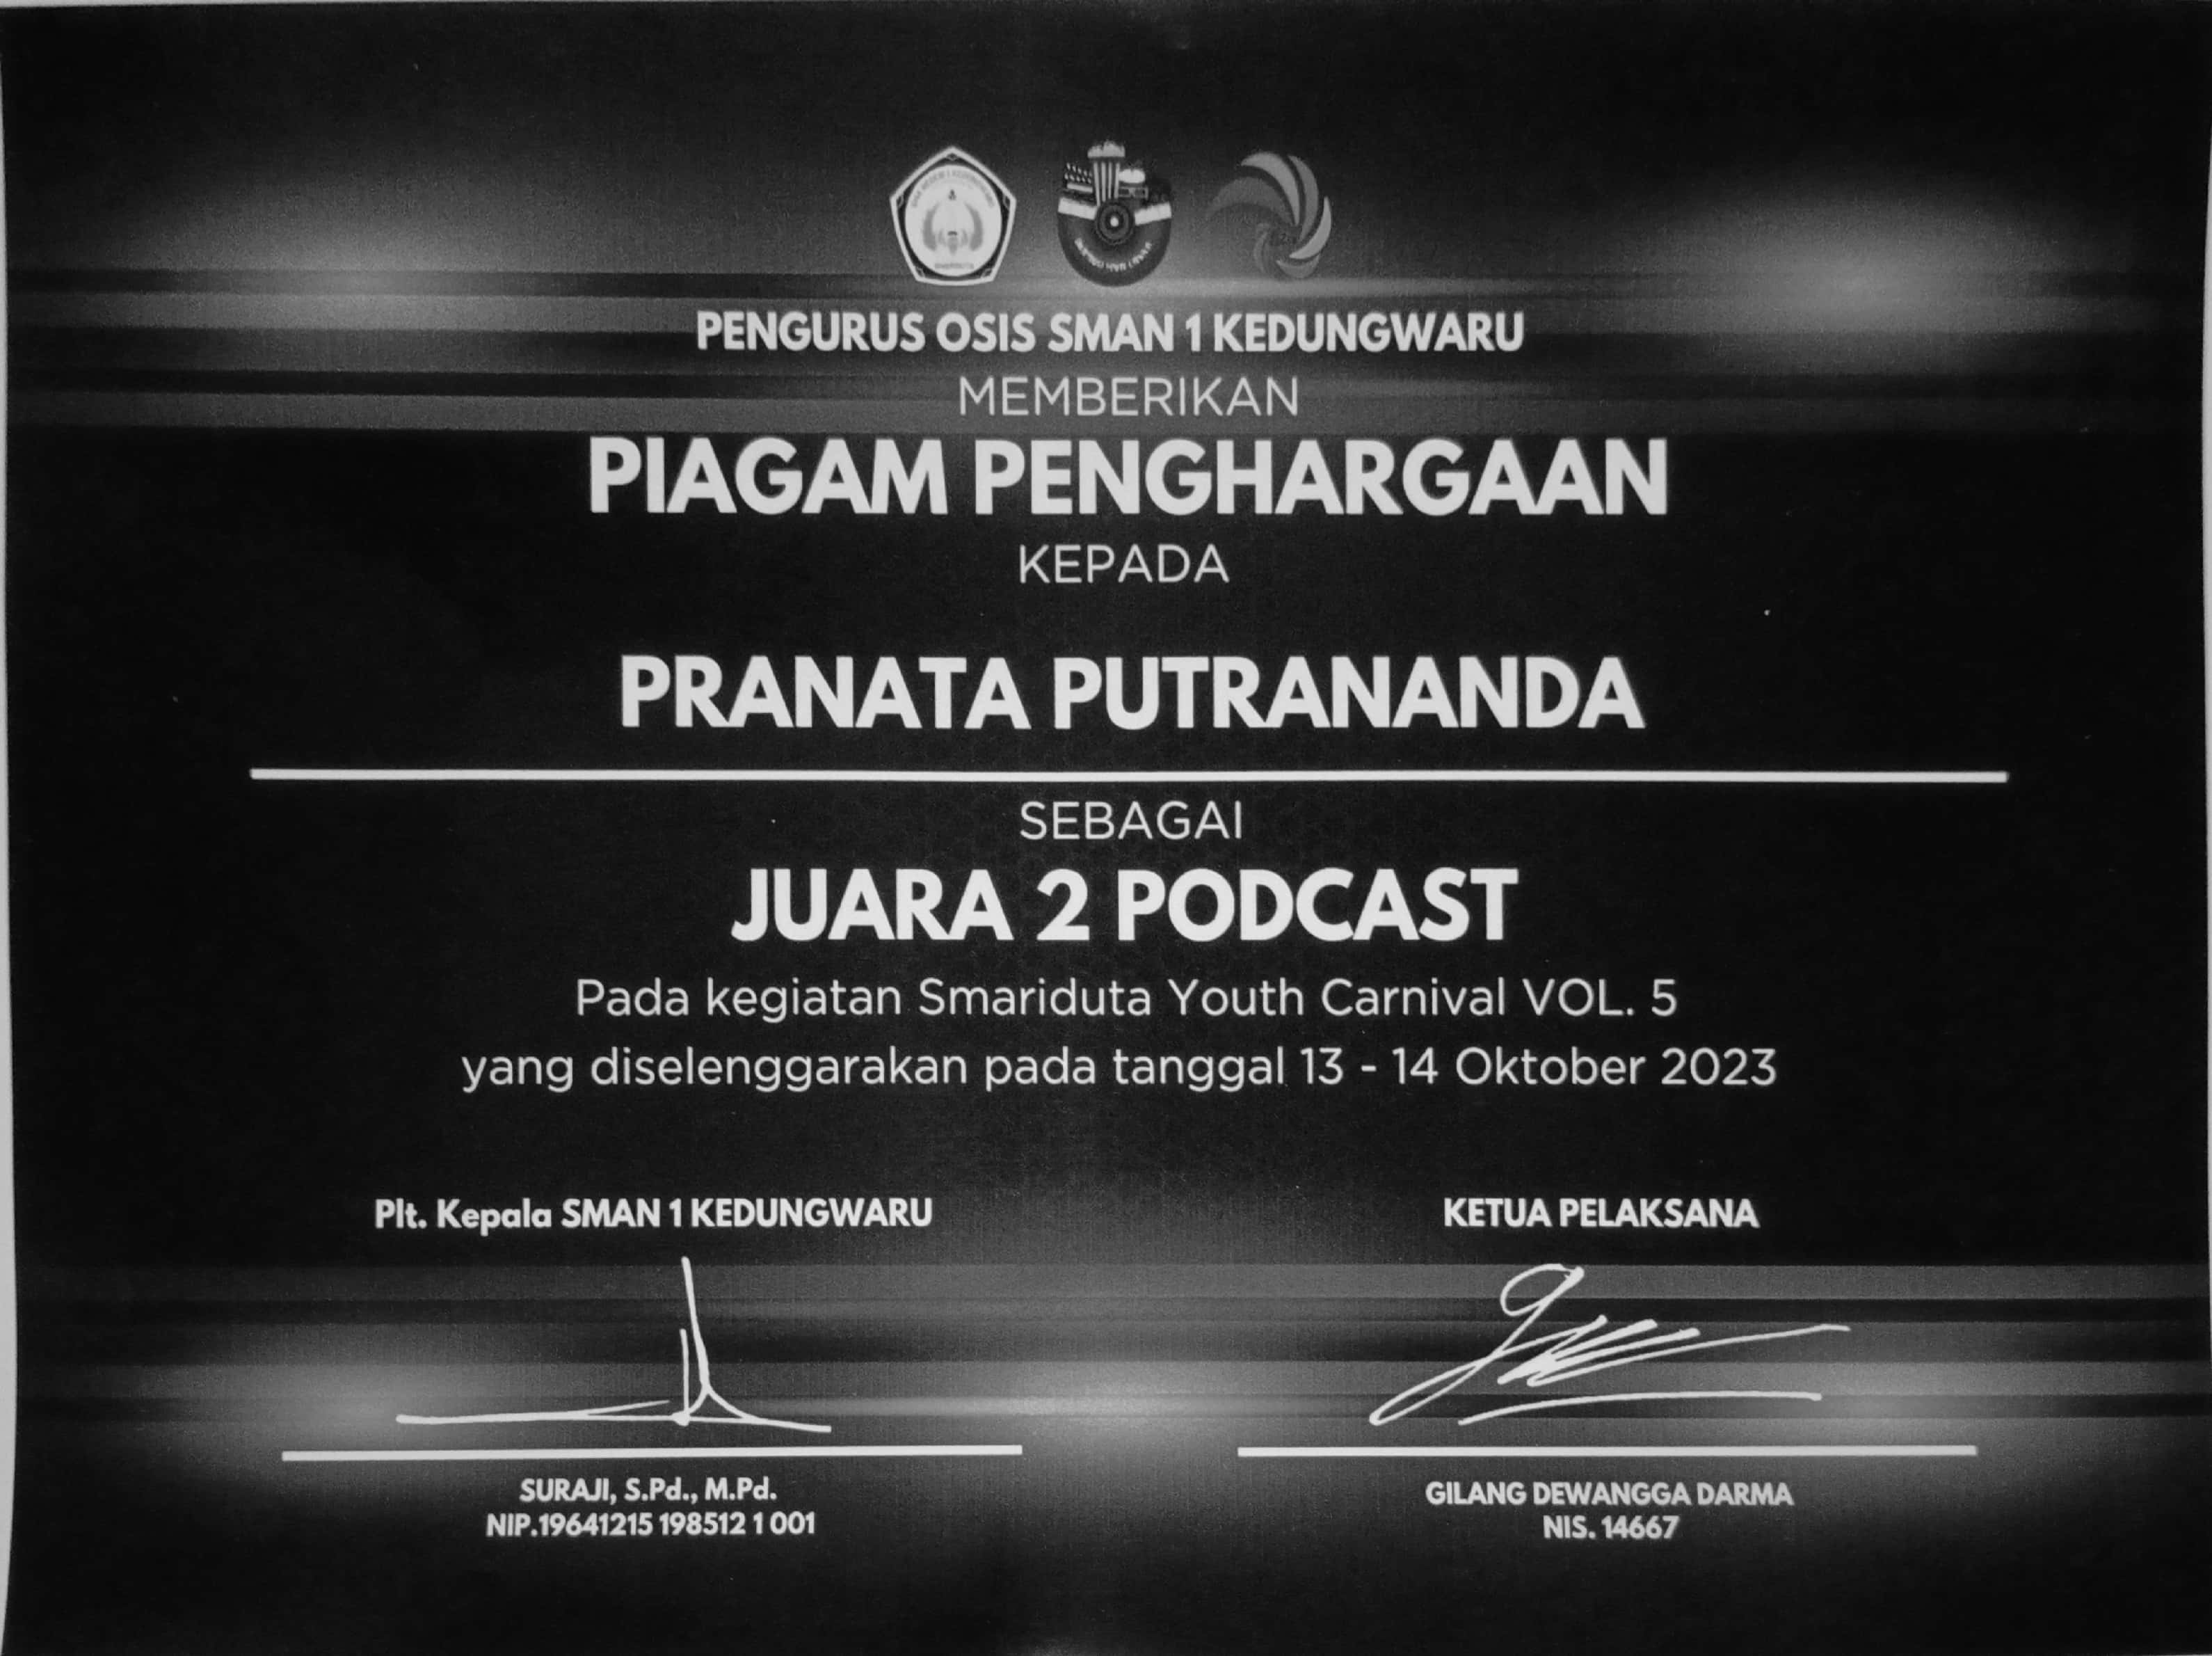 PENGURUS OSIS SMAN 1 KEDUNGWARU
MEMBERIKAN
PIAGAM PENGHARGAAN
KEPADA
PRANATA PUTRANANDA
SEBAGAI
JUARA 2 PODCAST
Pada kegiatan Smariduta Youth Carnival VOL. 5
yang diselenggarakan pada tanggal 13 - 14 Oktober 2023
Plt. Kepala SMAN 1 KEDUNGWARU
KETUA PELAKSANA
SURAJI, S.Pd., M.Pd.
NIP.19641215 198512 1 001
GILANG DEWANGGA DARMA
NIS. 14667